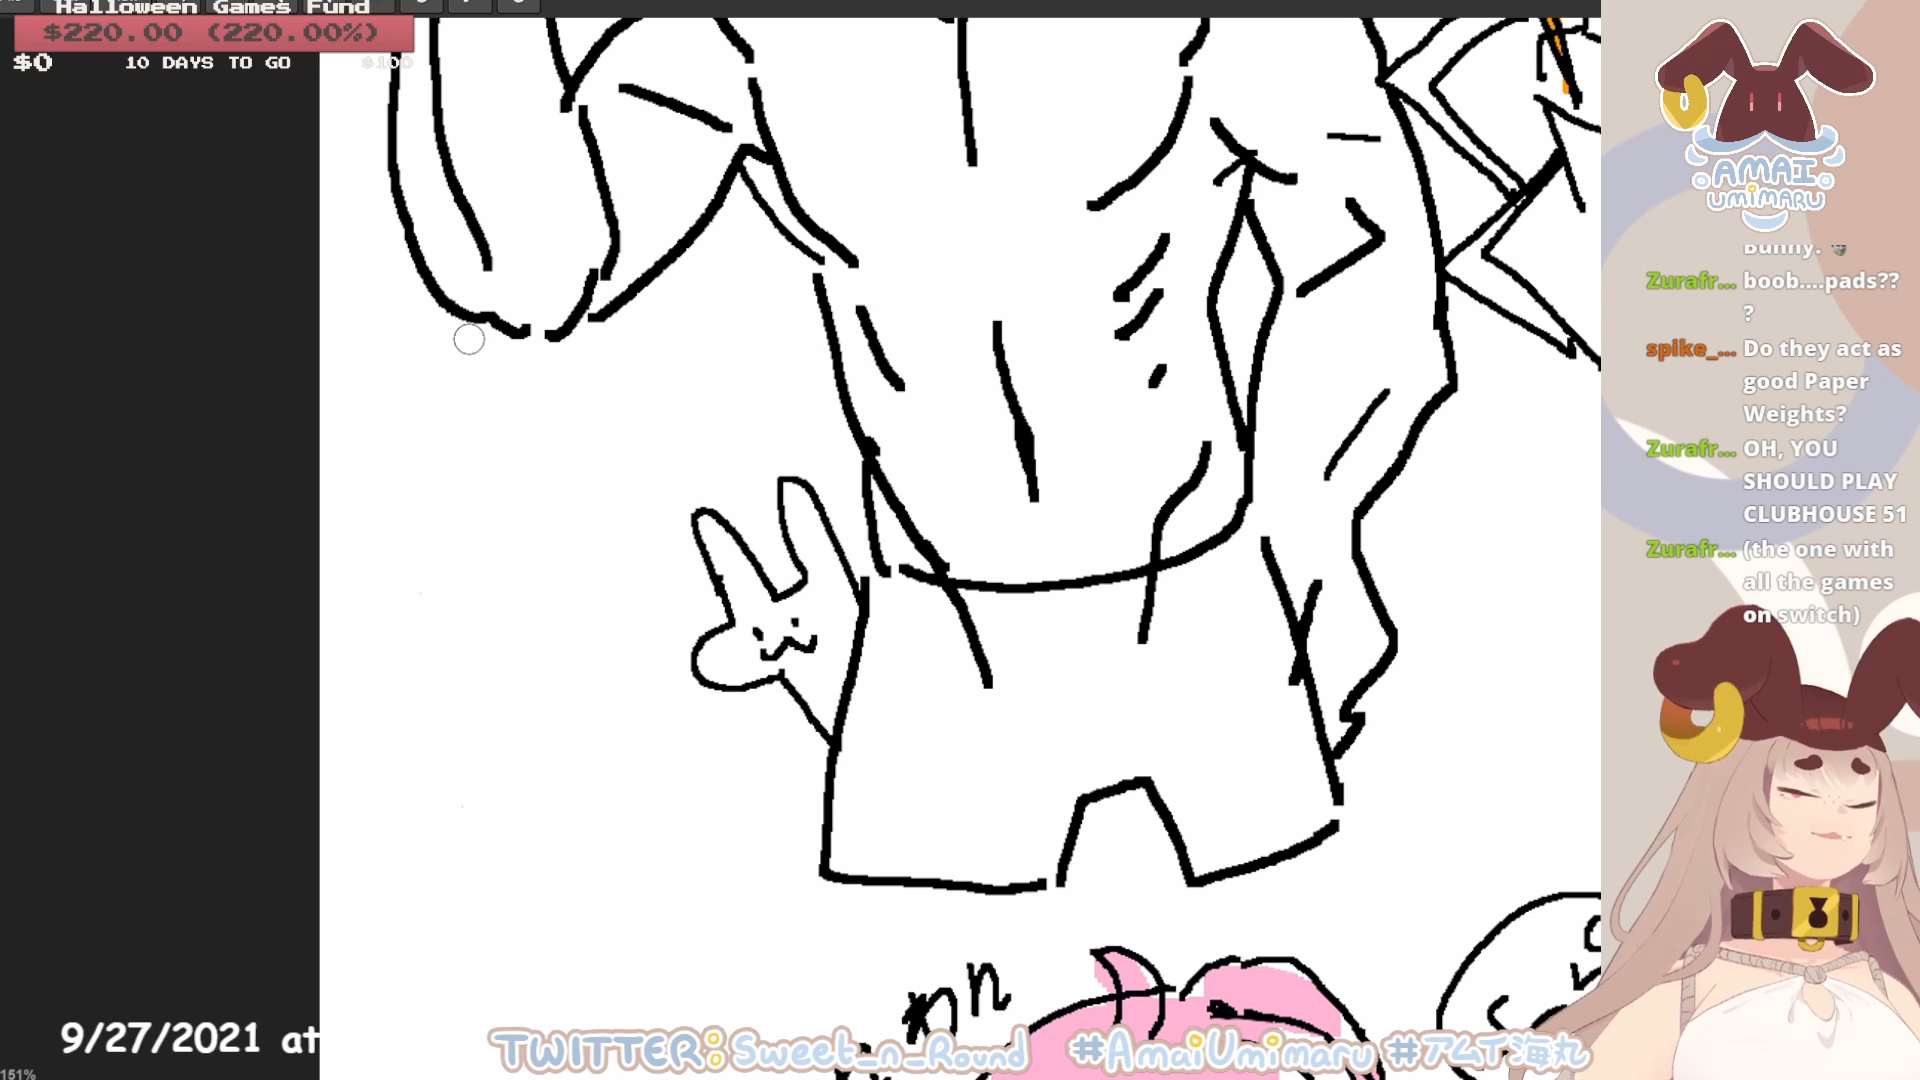 Halloween Games Fund
$220.00 (220.00%)
$0 10 DAYS TO GO $100
AMAI
UMIMARU
Bunny.
Zurafr... boob....pads??
?
spike_... Do they act as
good Paper
Weights?
Zurafr... OH, YOU
SHOULD PLAY
CLUBHOUSE 51
Zurafr... (the one with
all the games
on switch)
n n
9/27/2021 at
TWITTER: Sweet_n_Round #AmaiUmimaru #アムイ海丸
151%